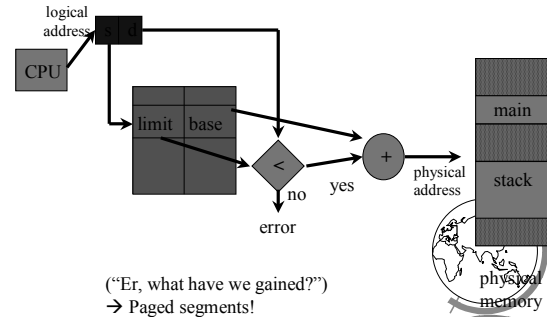 logical
address
s d
CPU
limit base
main
<
+
stack
no
yes
physical
address
error
physical
memory
("Er, what have we gained?")
→ Paged segments!